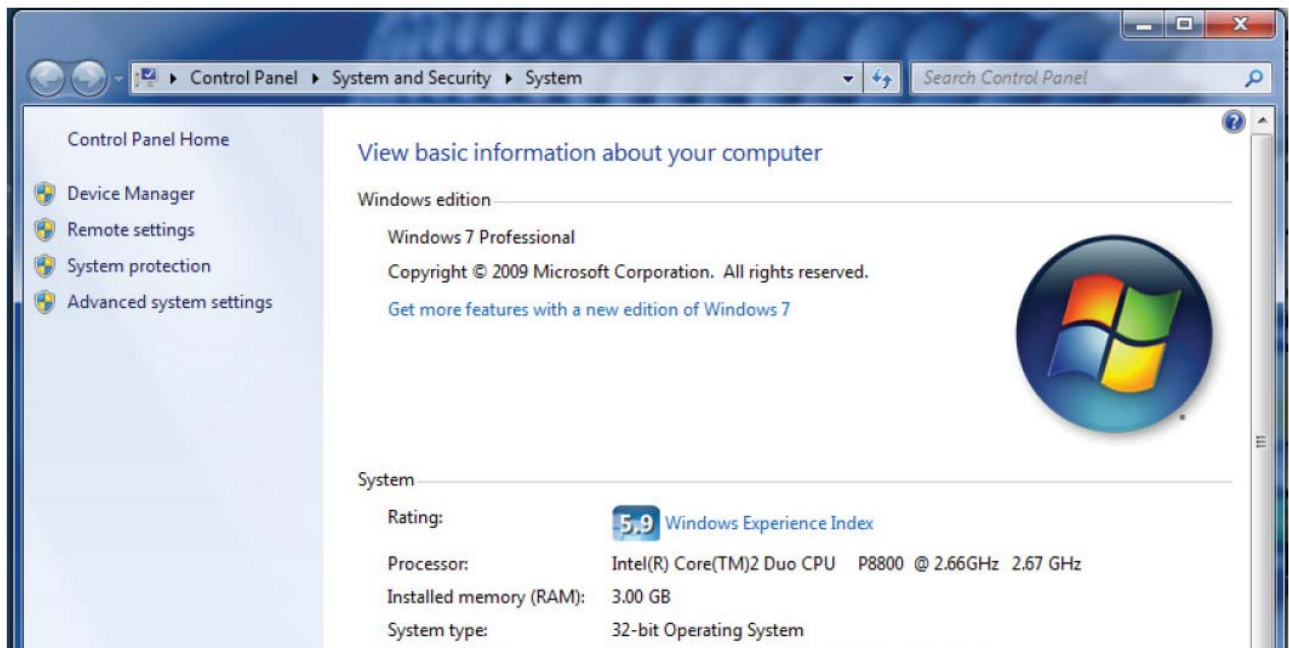 Control Panel ▸ System and Security ▸ System
Search Control Panel
Control Panel Home
Device Manager
Remote settings
System protection
Advanced system settings
View basic information about your computer
Windows edition
Windows 7 Professional
Copyright © 2009 Microsoft Corporation. All rights reserved.
Get more features with a new edition of Windows 7
System
Rating: 5.9 Windows Experience Index
Processor: Intel(R) Core(TM)2 Duo CPU P8800 @ 2.66GHz 2.67 GHz
Installed memory (RAM): 3.00 GB
System type: 32-bit Operating System